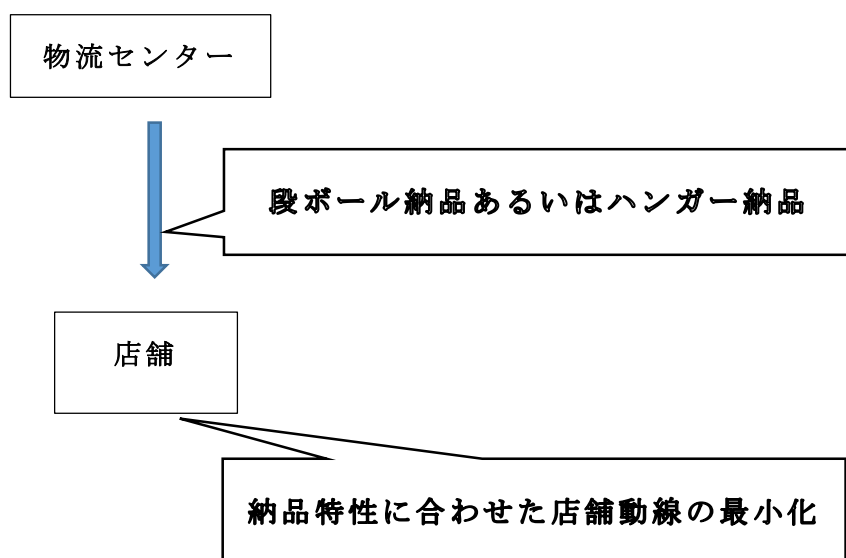 物流センター
段ボール納品あるいはハンガー納品
店舗
納品特性に合わせた店舗動線の最小化